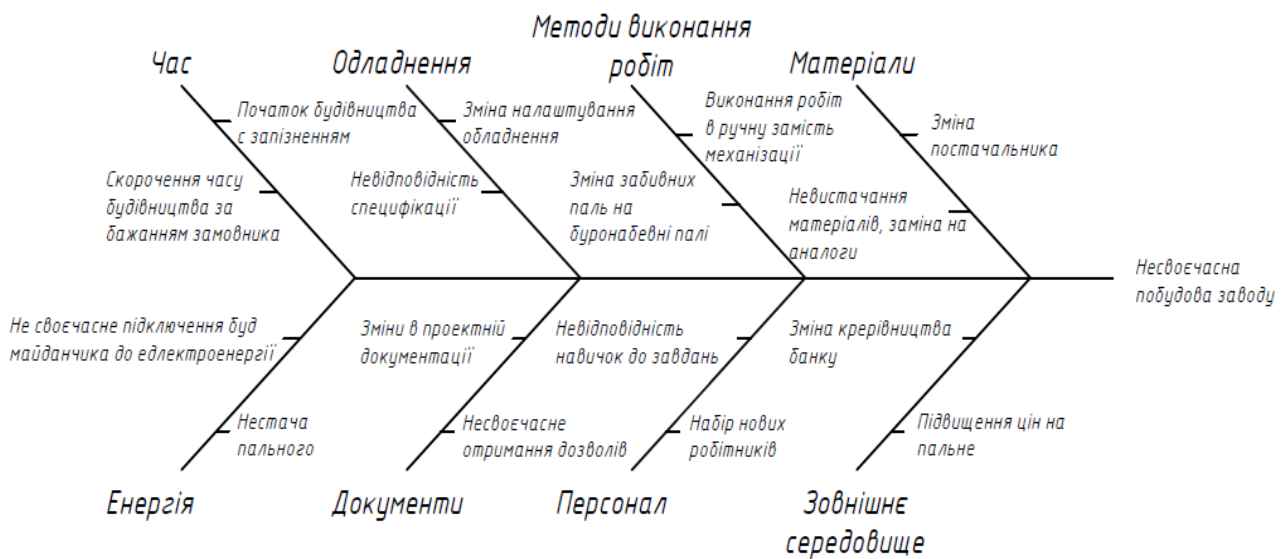 Час
Одладнення
Методи виконання
робіт
Матеріали
Початок будівництва
с запізненням
Скорочення часу
будівництва за
бажанням замовника
Зміна налаштування
обладнення
Невідповідність
специфікації
Виконання робіт
в ручну замість
механізації
Зміна забивних
паль на
буронабевні палі
Зміна
постачальника
Невистачання
матеріалів, заміна на
аналоги
Несвоєчасна
побудова заводу
Не своєчасне підключення буд
майданчика до едлектроенергії
Нестача
пального
Зміни в проектній
документації
Несвоєчасне
отримання дозволів
Невідповідність
навичок до завдань
Набір нових
робітників
Зміна крерівництва
банку
Підвищення цін на
пальне
Енергія
Документи
Персонал
Зовнішнє
середовище